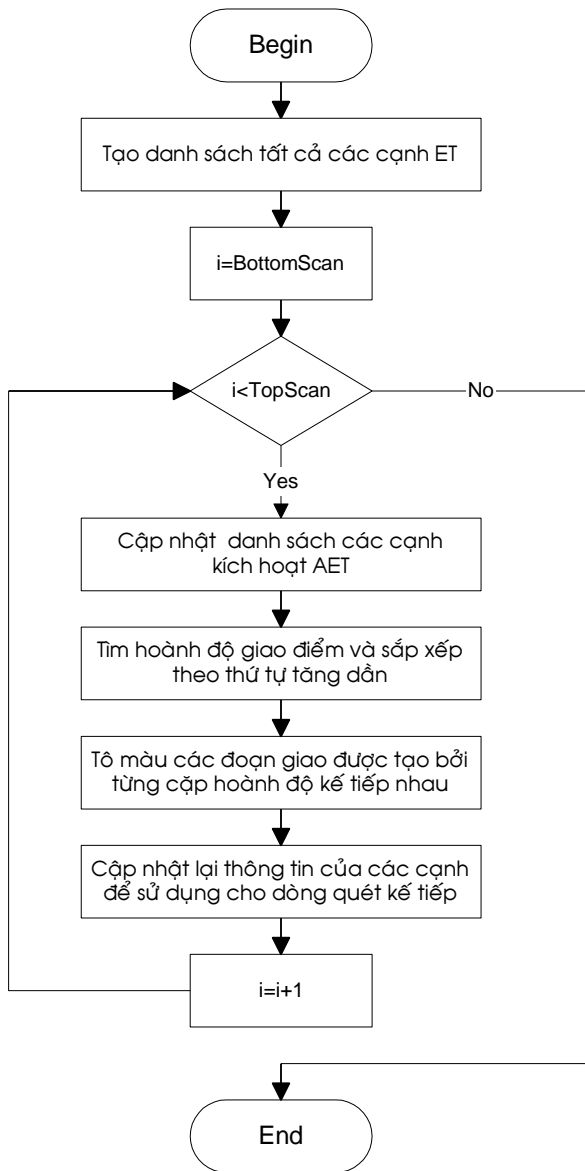 Begin
Tạo danh sách tất cả các cạnh ET
i=BottomScan
i<TopScan
No
Yes
Cập nhật danh sách các cạnh
kích hoạt AET
Tìm hoành độ giao điểm và sắp xếp
theo thứ tự tăng dần
Tô màu các đoạn giao được tạo bởi
từng cặp hoành độ kế tiếp nhau
Cập nhật lại thông tin của các cạnh
để sử dụng cho dòng quét kế tiếp
i=i+1
End